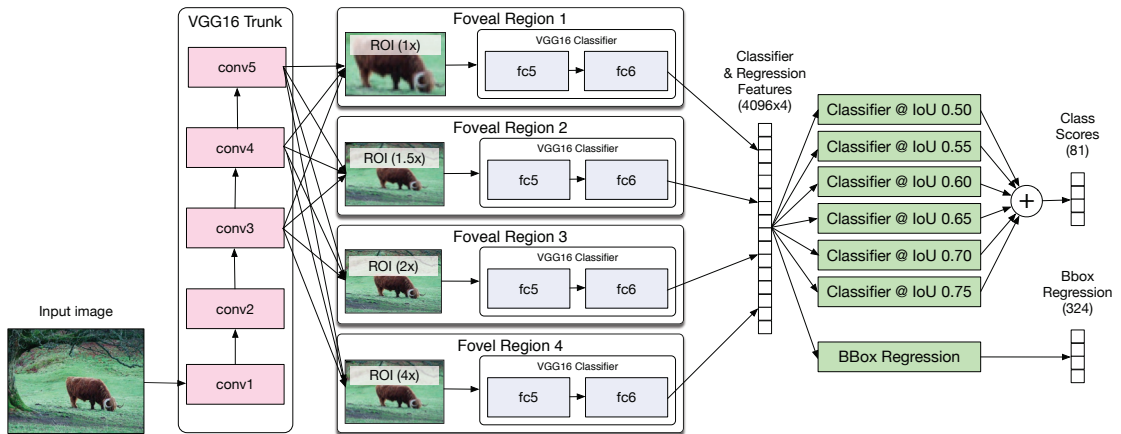 Input image
VGG16 Trunk
conv5
conv4
conv3
conv2
conv1
Foveal Region 1
ROI (1x)
VGG16 Classifier
fc5
fc6
Foveal Region 2
ROI (1.5x)
VGG16 Classifier
fc5
fc6
Foveal Region 3
ROI (2x)
VGG16 Classifier
fc5
fc6
Fovel Region 4
ROI (4x)
VGG16 Classifier
fc5
fc6
Classifier
& Regression
Features
(4096x4)
Classifier @ IoU 0.50
Classifier @ IoU 0.55
Classifier @ IoU 0.60
Classifier @ IoU 0.65
Classifier @ IoU 0.70
Classifier @ IoU 0.75
BBox Regression
+
Class
Scores
(81)
Bbox
Regression
(324)